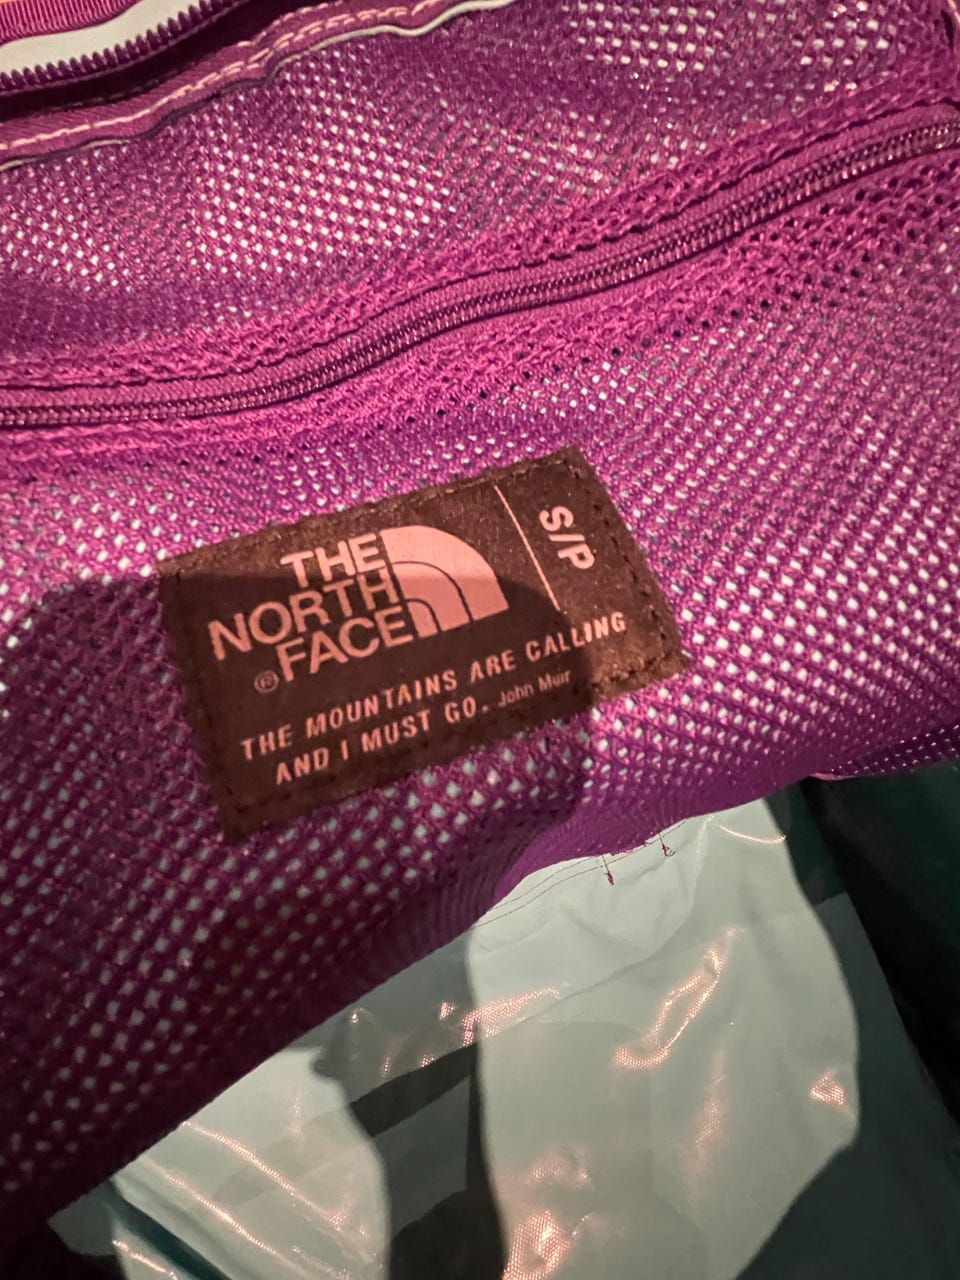 THE
NORTH
FACE
®
S/P
THE MOUNTAINS ARE CALLING
AND I MUST GO. John Muir